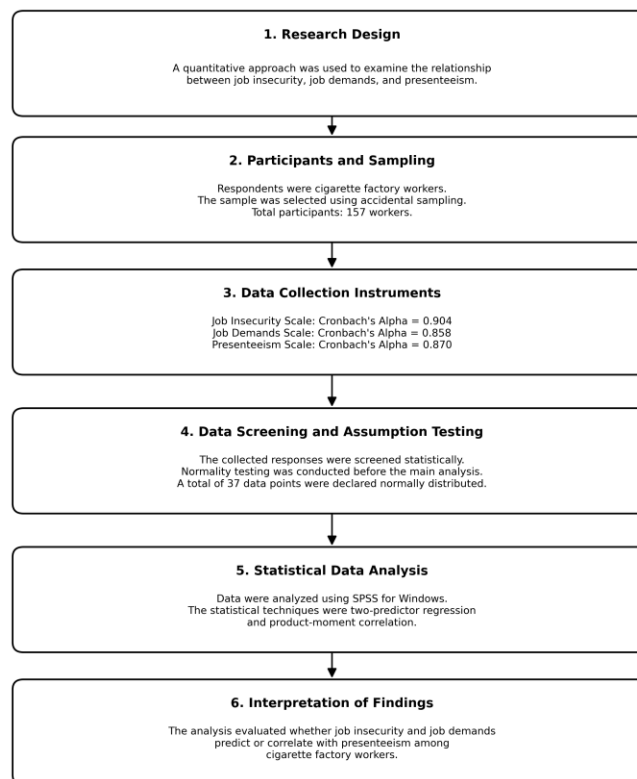 1. Research Design
A quantitative approach was used to examine the relationship
between job insecurity, job demands, and presenteeism.
2. Participants and Sampling
Respondents were cigarette factory workers.
The sample was selected using accidental sampling.
Total participants: 157 workers.
3. Data Collection Instruments
Job Insecurity Scale: Cronbach's Alpha = 0.904
Job Demands Scale: Cronbach's Alpha = 0.858
Presenteeism Scale: Cronbach's Alpha = 0.870
4. Data Screening and Assumption Testing
The collected responses were screened statistically.
Normality testing was conducted before the main analysis.
A total of 37 data points were declared normally distributed.
5. Statistical Data Analysis
Data were analyzed using SPSS for Windows.
The statistical techniques were two-predictor regression
and product-moment correlation.
6. Interpretation of Findings
The analysis evaluated whether job insecurity and job demands
predict or correlate with presenteeism among
cigarette factory workers.